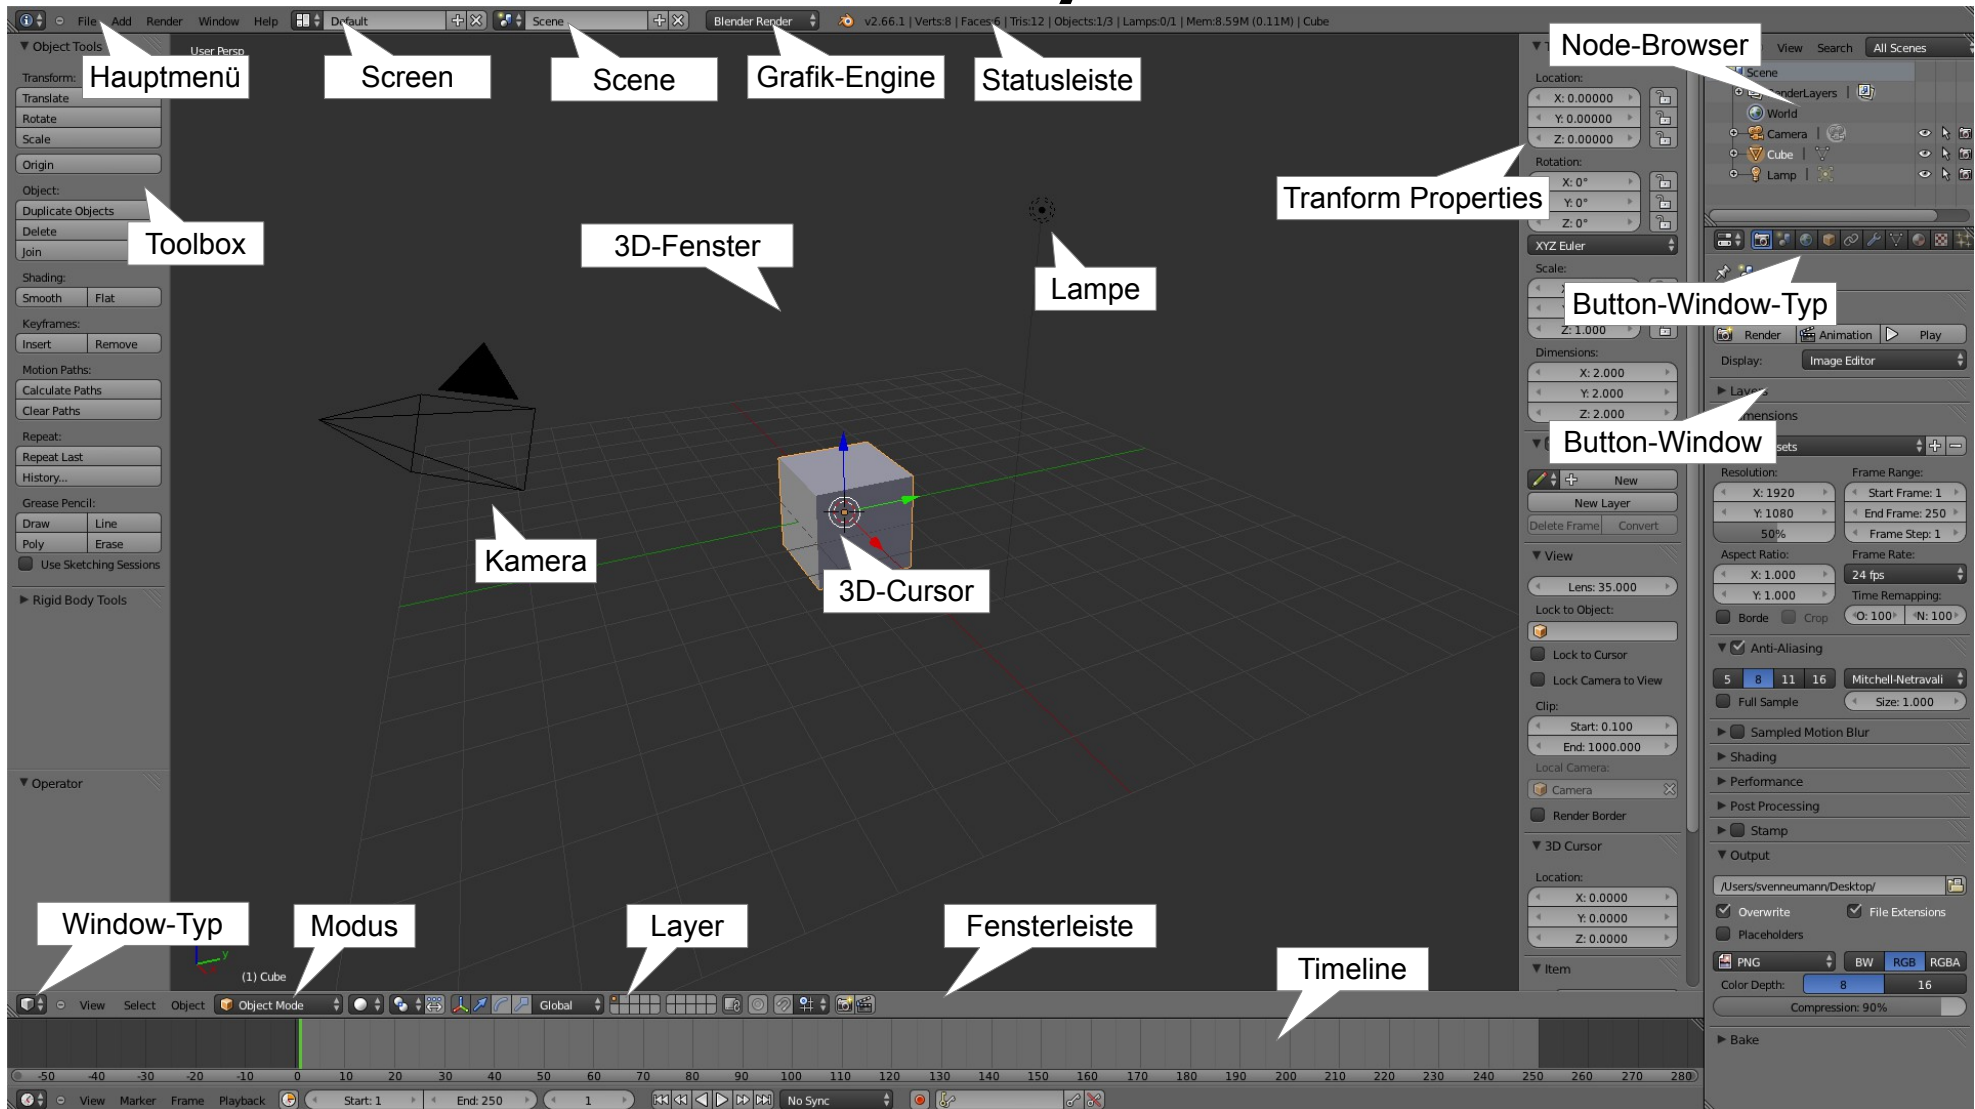 File Add Render Window Help Default Scene Blender Render v2.66.1 | Verts:8 | Faces:6 | Tris:12 | Objects:1/3 | Lamps:0/1 | Mem:8.59M (0.11M) | Cube
Hauptmenü
Screen
Scene
Grafik-Engine
Statusleiste
Node-Browser
Object Tools
Transform:
Translate
Rotate
Scale
Origin
Object:
Duplicate Objects
Delete
Join
Toolbox
Shading:
Smooth Flat
Keyframes:
Insert Remove
Motion Paths:
Calculate Paths
Clear Paths
Repeat:
Repeat Last
History...
Grease Pencil:
Draw Line
Poly Erase
Use Sketching Sessions
Rigid Body Tools
Operator
User Persp
3D-Fenster
Lampe
Kamera
3D-Cursor
Tranform Properties
Button-Window-Typ
Button-Window
Window-Typ
Modus
Layer
Fensterleiste
Timeline
y
(1) Cube
Location:
X: 0.00000
Y: 0.00000
Z: 0.00000
Rotation:
X: 0°
Y: 0°
Z: 0°
XYZ Euler
Scale:
Z: 1.000
Dimensions:
X: 2.000
Y: 2.000
Z: 2.000
New
New Layer
Delete Frame Convert
View
Lens: 35.000
Lock to Object:
Lock to Cursor
Lock Camera to View
Clip:
Start: 0.100
End: 1000.000
Local Camera:
Camera
Render Border
3D Cursor
Location:
X: 0.0000
Y: 0.0000
Z: 0.0000
Item
View Search All Scenes
Scene
World
Camera
Cube
Lamp
Render Animation Play
Display: Image Editor
Resolution: Frame Range:
X: 1920 Start Frame: 1
Y: 1080 End Frame: 250
50% Frame Step: 1
Aspect Ratio: Frame Rate:
X: 1.000 24 fps
Y: 1.000 Time Remapping:
Borde Crop O: 100 N: 100
Anti-Aliasing
5 8 11 16 Mitchell-Netravali
Full Sample Size: 1.000
Sampled Motion Blur
Shading
Performance
Post Processing
Stamp
Output
/Users/svenneumann/Desktop/
Overwrite File Extensions
Placeholders
PNG BW RGB RGBA
Color Depth: 8 16
Compression: 90%
Bake
View Select Object Object Mode Global
-50 -40 -30 -20 -10 0 10 20 30 40 50 60 70 80 90 100 110 120 130 140 150 160 170 180 190 200 210 220 230 240 250 260 270 280
View Marker Frame Playback Start: 1 End: 250 1 No Sync